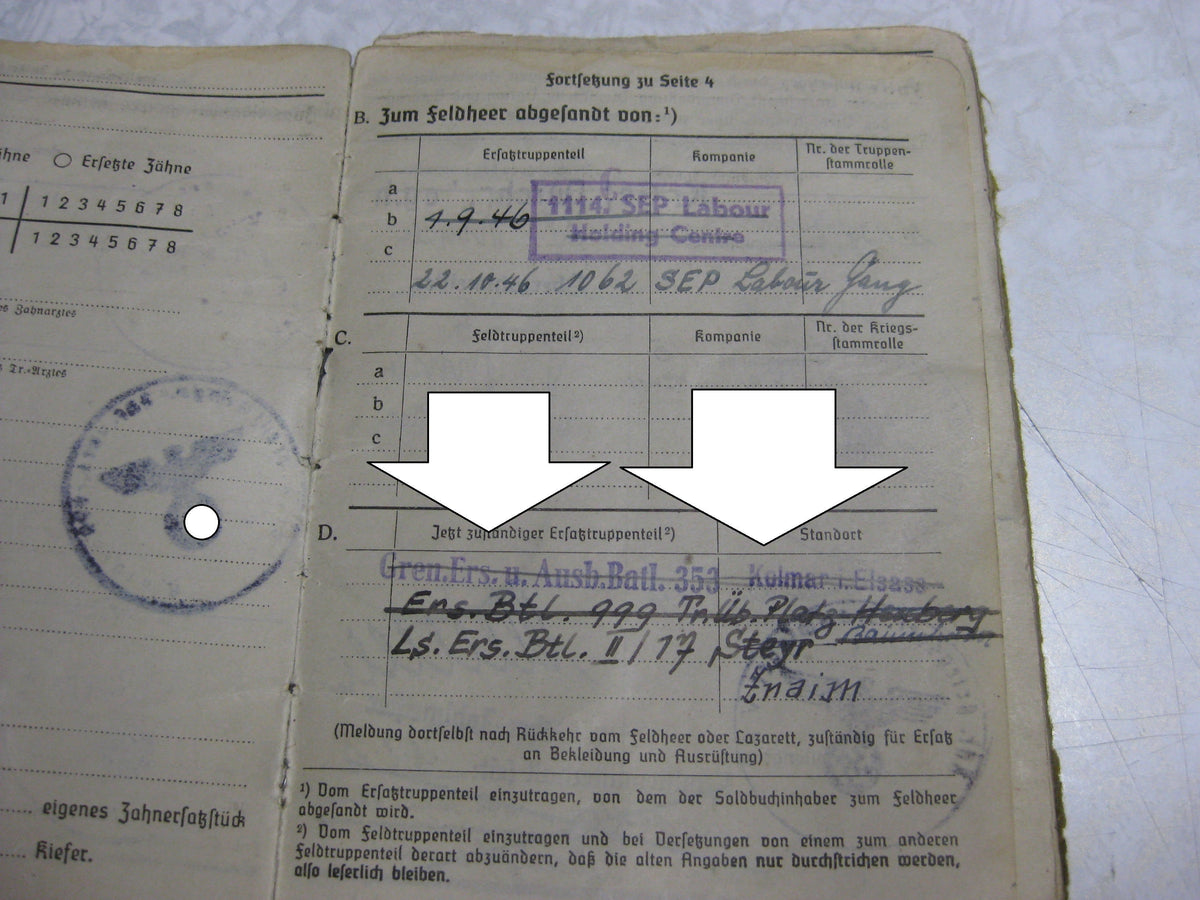 ähne ○ Ersetzte Zähne
1 | 1 2 3 4 5 6 7 8
1 2 3 4 5 6 7 8
Zahnarztes
Tr.-Arztes
eigenes Zahnersatzstück
Kiefer.
Fortsetzung zu Seite 4
B. Zum Feldheer abgesandt von:¹)
Ersatztruppenteil Kompanie Nr. der Truppen-
stammrolle
a
1114. SEP Labour
b 1.9.46
Holding Centre
c
22.10.46 1062 SEP Labour Gang
C. Feldtruppenteil²) Kompanie Nr. der Kriegs-
stammrolle
a
b
c
D. Jetzt zuständiger Ersatztruppenteil²) Standort
Gren.Ers. u. Ausb.Batl. 353 Kolmar i. Elsass
Ers. Btl. 999 Tr.Üb.Platz Heuberg
Ls. Ers. Btl. II / 17 Steyr
Znaim
(Meldung dortselbst nach Rückkehr vom Feldheer oder Lazarett, zuständig für Ersatz
an Bekleidung und Ausrüstung)
¹) Vom Ersatztruppenteil einzutragen, von dem der Soldbuchinhaber zum Feldheer
abgesandt wird.
²) Vom Feldtruppenteil einzutragen und bei Versetzungen von einem zum anderen
Feldtruppenteil derart abzuändern, daß die alten Angaben nur durchstrichen werden,
also leserlich bleiben.